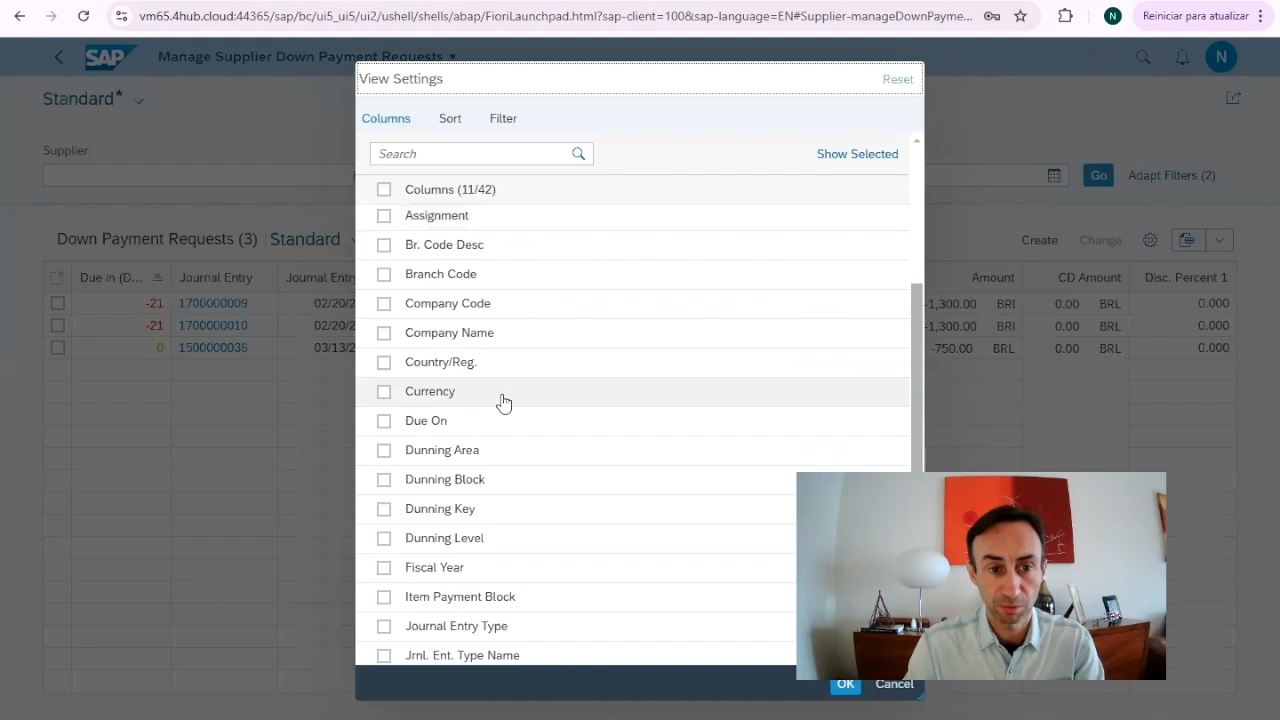 vm65.4hub.cloud:44365/sap/bc/ui5_ui5/ui2/ushell/shells/abap/FioriLaunchpad.html?sap-client=100&sap-language=EN#Supplier-manageDownPayme...
N
Reiniciar para atualizar
SAP
Manage Supplier Down Payment Requests
N
View Settings
Reset
Standard*
Columns Sort Filter
Supplier:
Search
Show Selected
Go
Adapt Filters (2)
Columns (11/42)
Assignment
Down Payment Requests (3) Standard
Create Change
Br. Code Desc
Due in (D... Journal Entry Journal Entr
Branch Code
Amount CD Amount Disc. Percent 1
-21 1700000009 02/20/2
Company Code
-1,300.00 BRL 0.00 BRL 0.000
-21 1700000010 02/20/2
Company Name
-1,300.00 BRL 0.00 BRL 0.000
0 1500000036 03/13/2
-750.00 BRL 0.00 BRL 0.000
Country/Reg.
Currency
Due On
Dunning Area
Dunning Block
Dunning Key
Dunning Level
Fiscal Year
Item Payment Block
Journal Entry Type
Jrnl. Ent. Type Name
OK Cancel